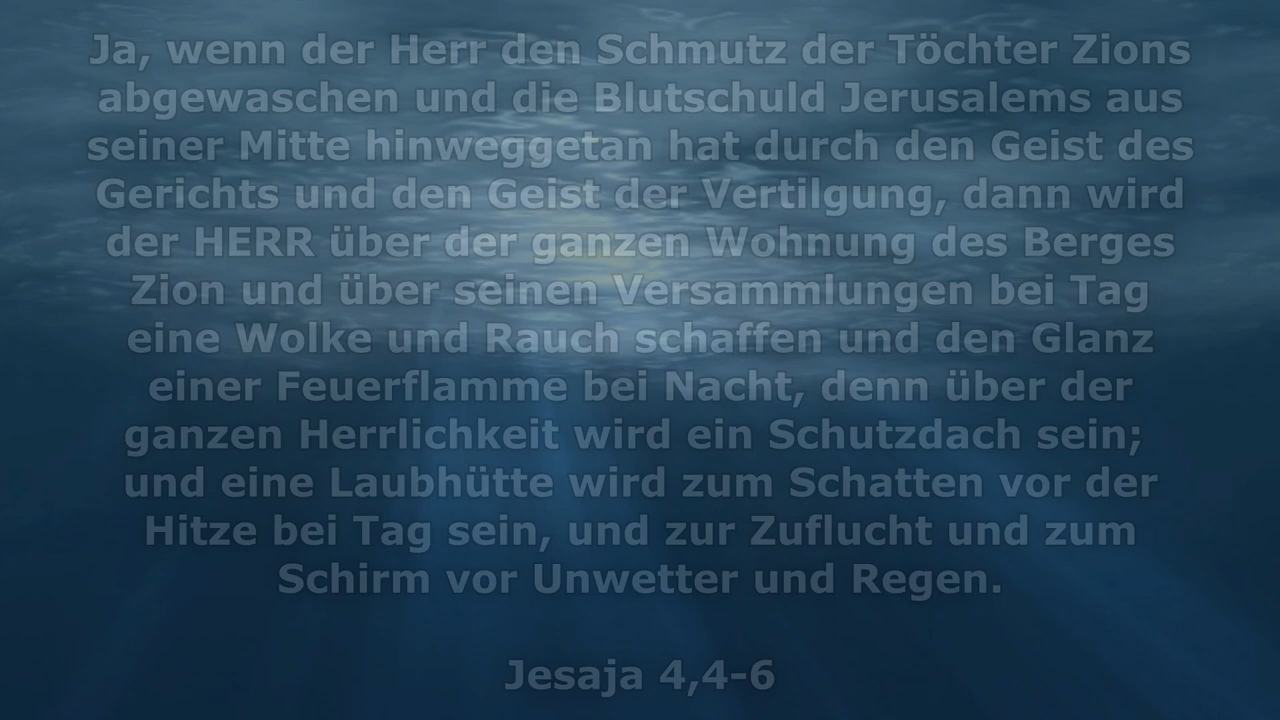 Ja, wenn der Herr den Schmutz der Töchter Zions
abgewaschen und die Blutschuld Jerusalems aus
seiner Mitte hinweggetan hat durch den Geist des
Gerichts und den Geist der Vertilgung, dann wird
der HERR über der ganzen Wohnung des Berges
Zion und über seinen Versammlungen bei Tag
eine Wolke und Rauch schaffen und den Glanz
einer Feuerflamme bei Nacht, denn über der
ganzen Herrlichkeit wird ein Schutzdach sein;
und eine Laubhütte wird zum Schatten vor der
Hitze bei Tag sein, und zur Zuflucht und zum
Schirm vor Unwetter und Regen.
Jesaja 4,4-6